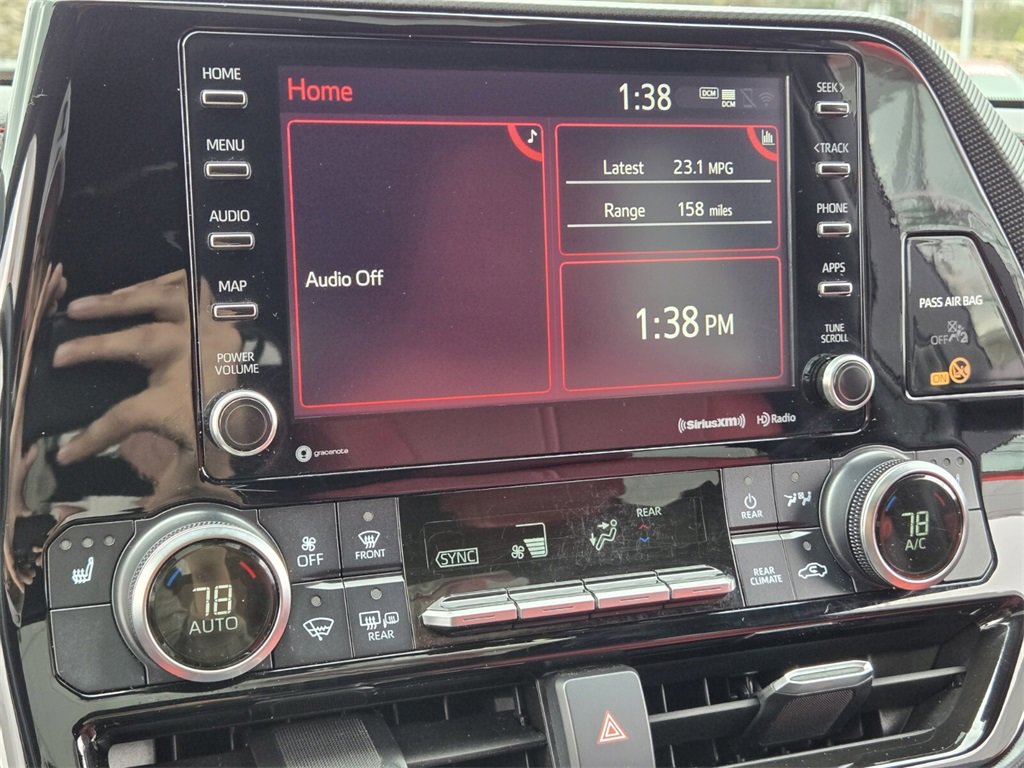 HOME
MENU
AUDIO
MAP
POWER
VOLUME
Home
1:38
DCM
DCM
Audio Off
Latest 23.1 MPG
Range 158 miles
1:38 PM
gracenote
SiriusXM
HD Radio
SEEK>
<TRACK
PHONE
APPS
TUNE
SCROLL
PASS AIR BAG
OFF 2
ON
78
AUTO
OFF
FRONT
REAR
SYNC
REAR
REAR
REAR
CLIMATE
78
A/C